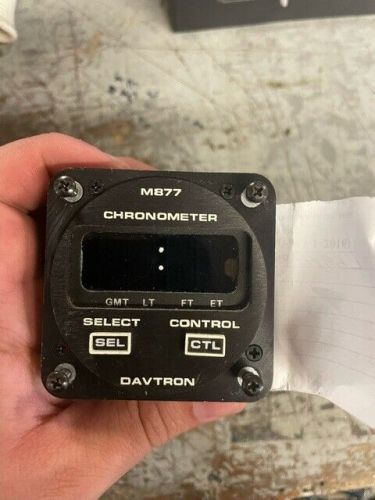 M877
CHRONOMETER
:
GMT LT FT ET
SELECT CONTROL
SEL CTL
DAVTRON